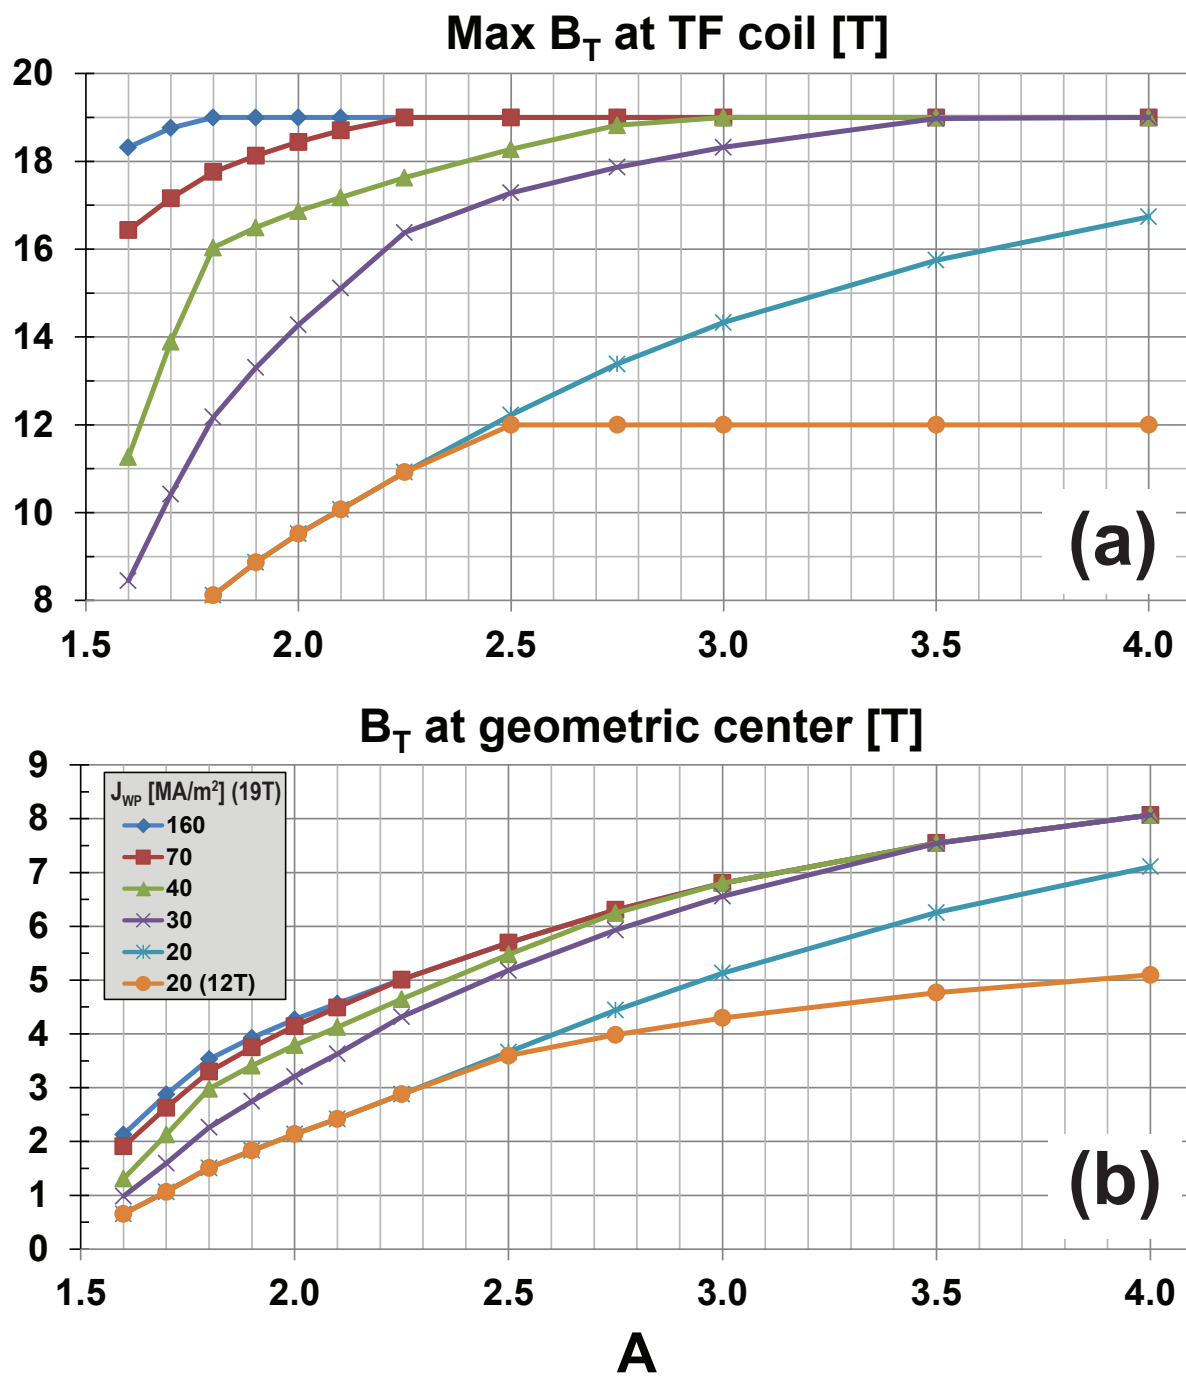 Max B_T at TF coil [T]
20
18
16
14
12
10
8
(a)
1.5 2.0 2.5 3.0 3.5 4.0
B_T at geometric center [T]
9
8
7
6
5
4
3
2
1
0
J_WP [MA/m²] (19T)
160
70
40
30
20
20 (12T)
(b)
1.5 2.0 2.5 3.0 3.5 4.0
A